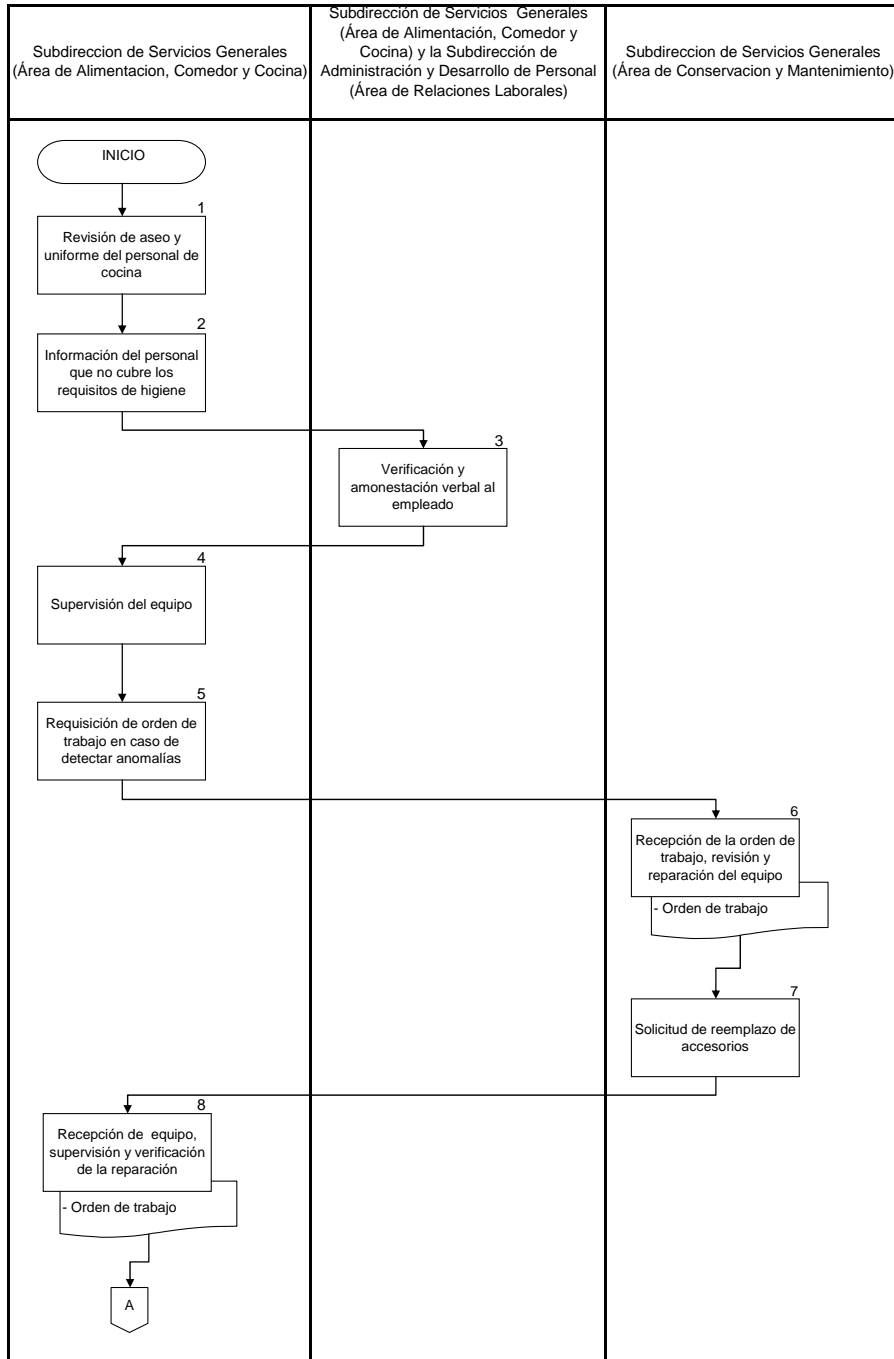 Subdireccion de Servicios Generales
(Área de Alimentacion, Comedor y Cocina)
Subdirección de Servicios Generales
(Área de Alimentación, Comedor y
Cocina) y la Subdirección de
Administración y Desarrollo de Personal
(Área de Relaciones Laborales)
Subdireccion de Servicios Generales
(Área de Conservacion y Mantenimiento)
INICIO
1
Revisión de aseo y
uniforme del personal de
cocina
2
Información del personal
que no cubre los
requisitos de higiene
3
Verificación y
amonestación verbal al
empleado
4
Supervisión del equipo
5
Requisición de orden de
trabajo en caso de
detectar anomalías
6
Recepción de la orden de
trabajo, revisión y
reparación del equipo
- Orden de trabajo
7
Solicitud de reemplazo de
accesorios
8
Recepción de equipo,
supervisión y verificación
de la reparación
- Orden de trabajo
A